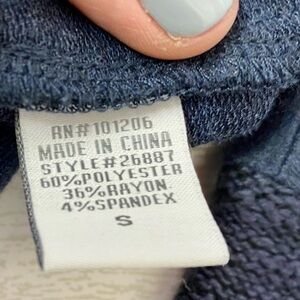 RN#101206
MADE IN CHINA
STYLE#26887
60%POLYESTER
36%RAYON.
4%SPANDEX
S